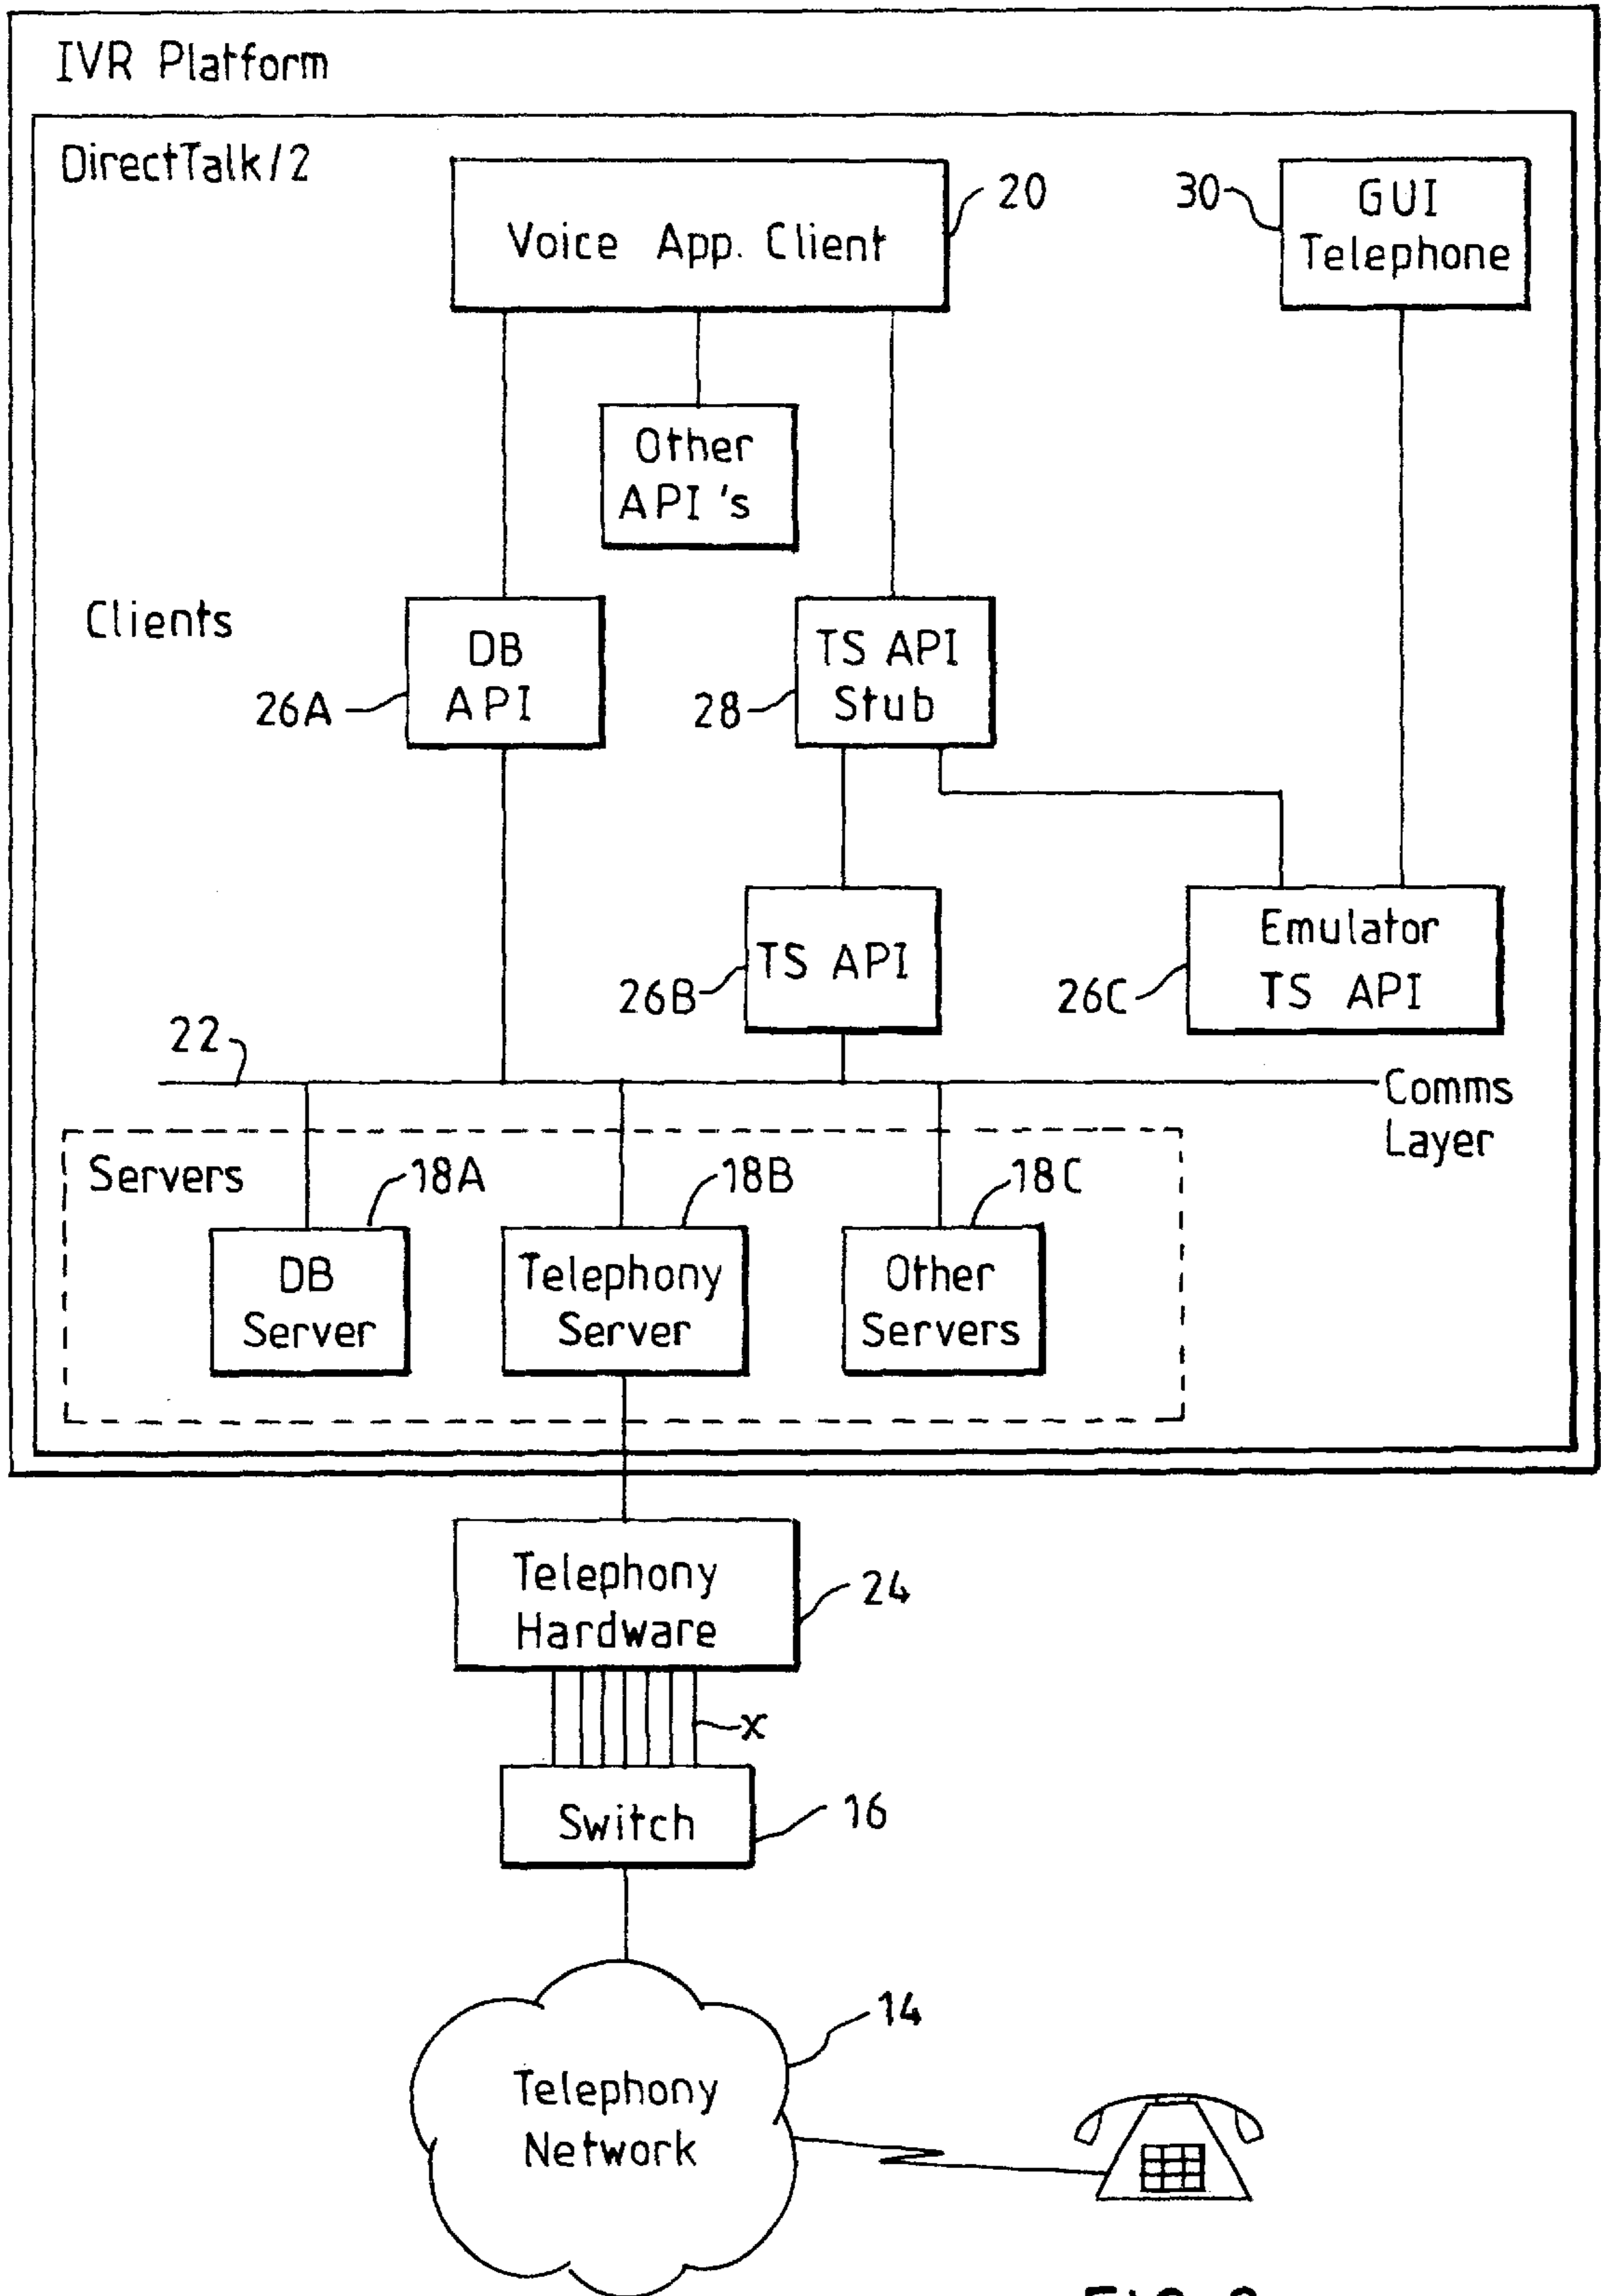 IVR Platform
DirectTalk/2
Voice App. Client
20
30
GUI
Telephone
Other
API's
Clients
DB
API
26A
TS API
Stub
28
TS API
26B
Emulator
TS API
26C
22
Comms
Layer
Servers
18A
18B
18C
DB
Server
Telephony
Server
Other
Servers
Telephony
Hardware
24
x
Switch
16
14
Telephony
Network